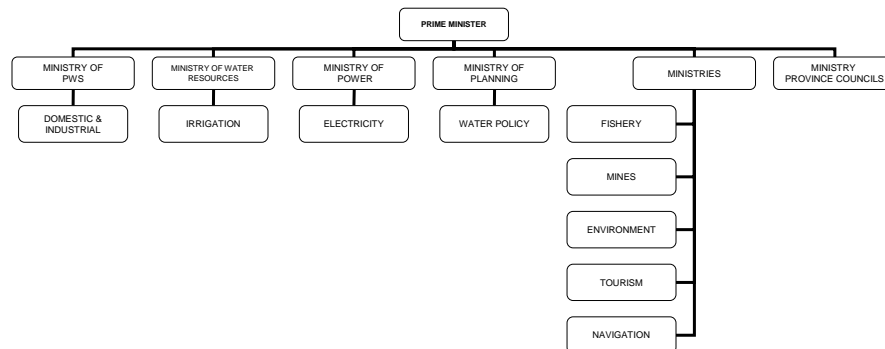 PRIME MINISTER
MINISTRY OF
PWS
MINISTRY OF WATER
RESOURCES
MINISTRY OF
POWER
MINISTRY OF
PLANNING
MINISTRIES
MINISTRY
PROVINCE COUNCILS
DOMESTIC &
INDUSTRIAL
IRRIGATION
ELECTRICITY
WATER POLICY
FISHERY
MINES
ENVIRONMENT
TOURISM
NAVIGATION